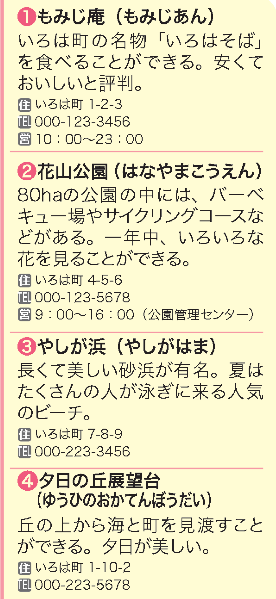 ❶もみじ庵（もみじあん）
いろは町の名物「いろはそば」
を食べることができる。安くて
おいしいと評判。
住 いろは町 1-2-3
TEL 000-123-3456
営 10：00〜23：00
❷花山公園（はなやまこうえん）
80haの公園の中には、バーベ
キュー場やサイクリングコースな
どがある。一年中、いろいろな
花を見ることができる。
住 いろは町 4-5-6
TEL 000-123-5678
営 9：00〜16：00（公園管理センター）
❸やしが浜（やしがはま）
長くて美しい砂浜が有名。夏は
たくさんの人が泳ぎに来る人気
のビーチ。
住 いろは町 7-8-9
TEL 000-223-3456
❹夕日の丘展望台
（ゆうひのおかてんぼうだい）
丘の上から海と町を見渡すこと
ができる。夕日が美しい。
住 いろは町 1-10-2
TEL 000-223-5678